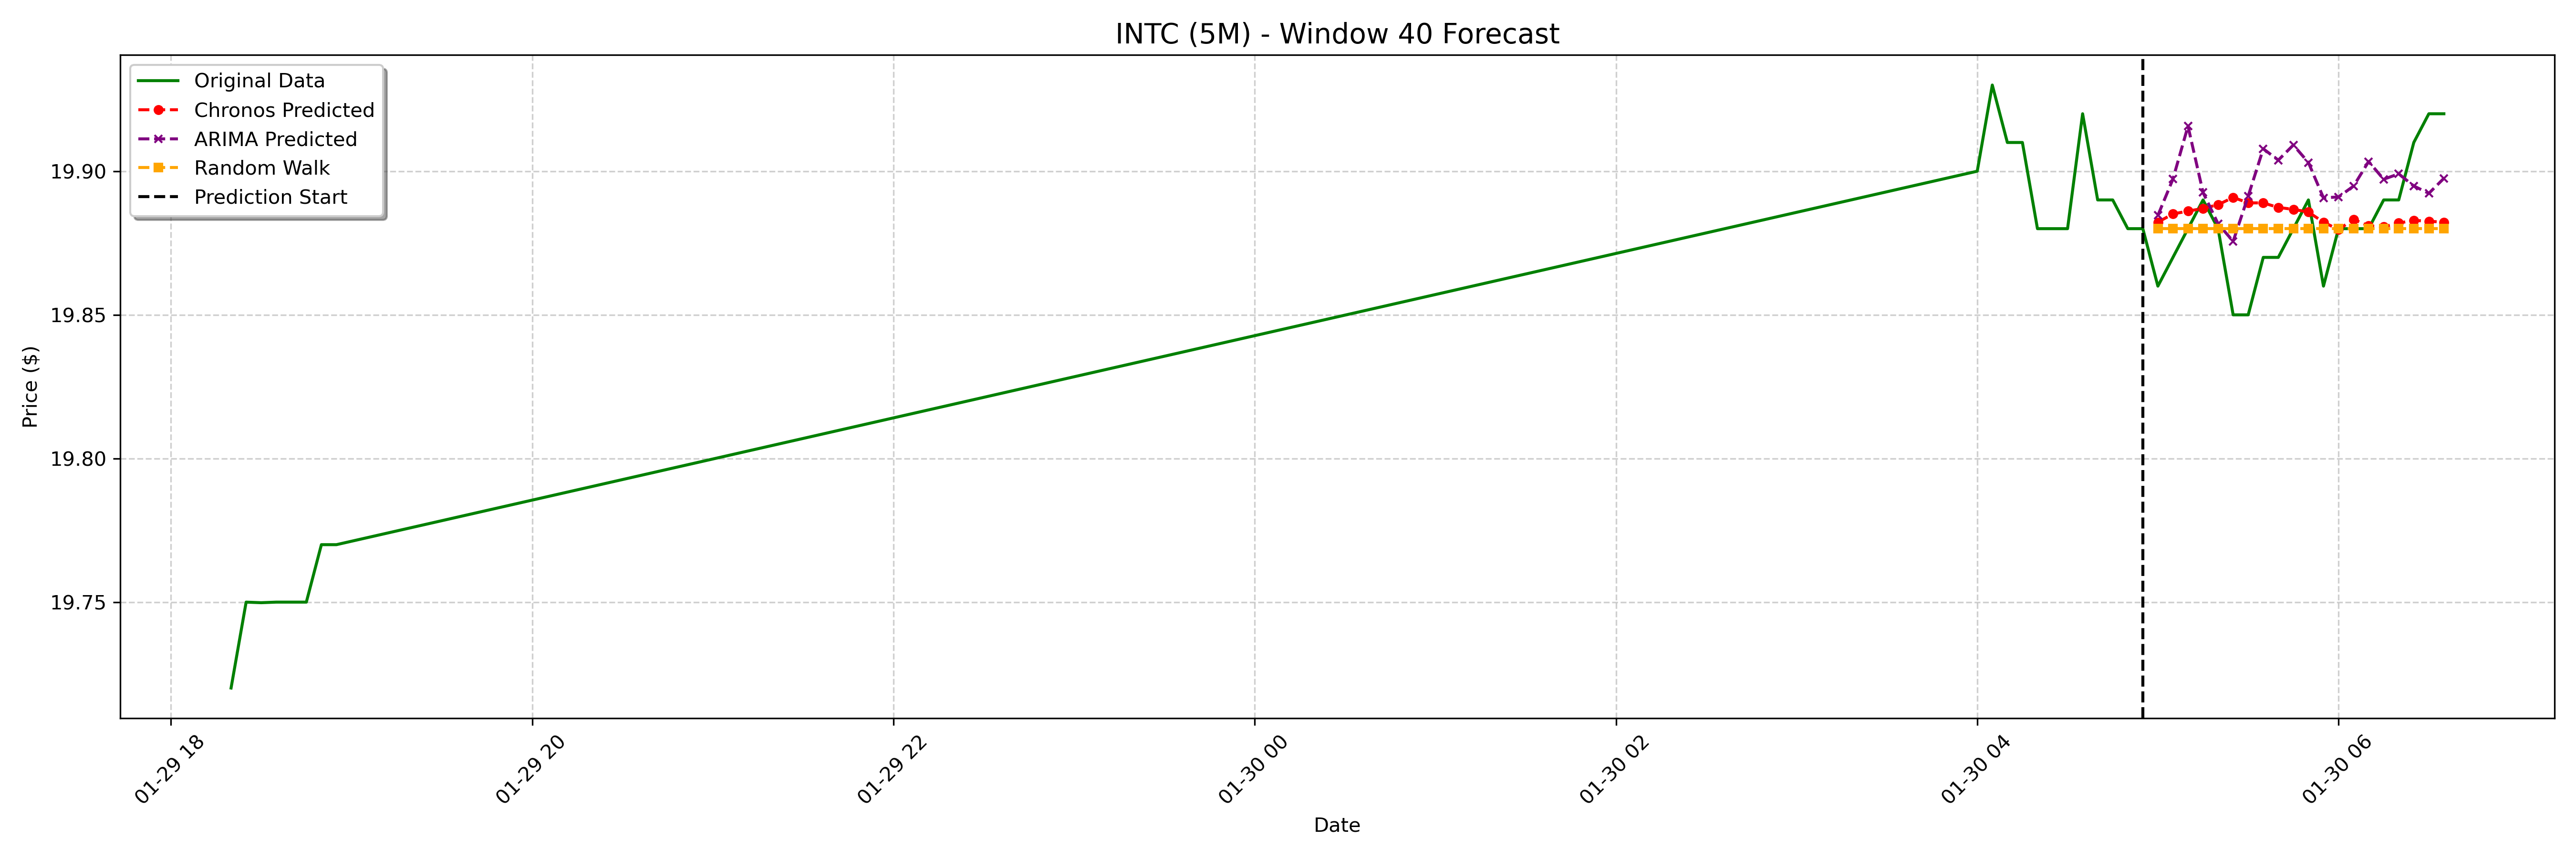 INTC (5M) - Window 40 Forecast
Original Data
Chronos Predicted
ARIMA Predicted
Random Walk
Prediction Start
Price ($)
19.90
19.85
19.80
19.75
01-29 18
01-29 20
01-29 22
01-30 00
01-30 02
01-30 04
01-30 06
Date